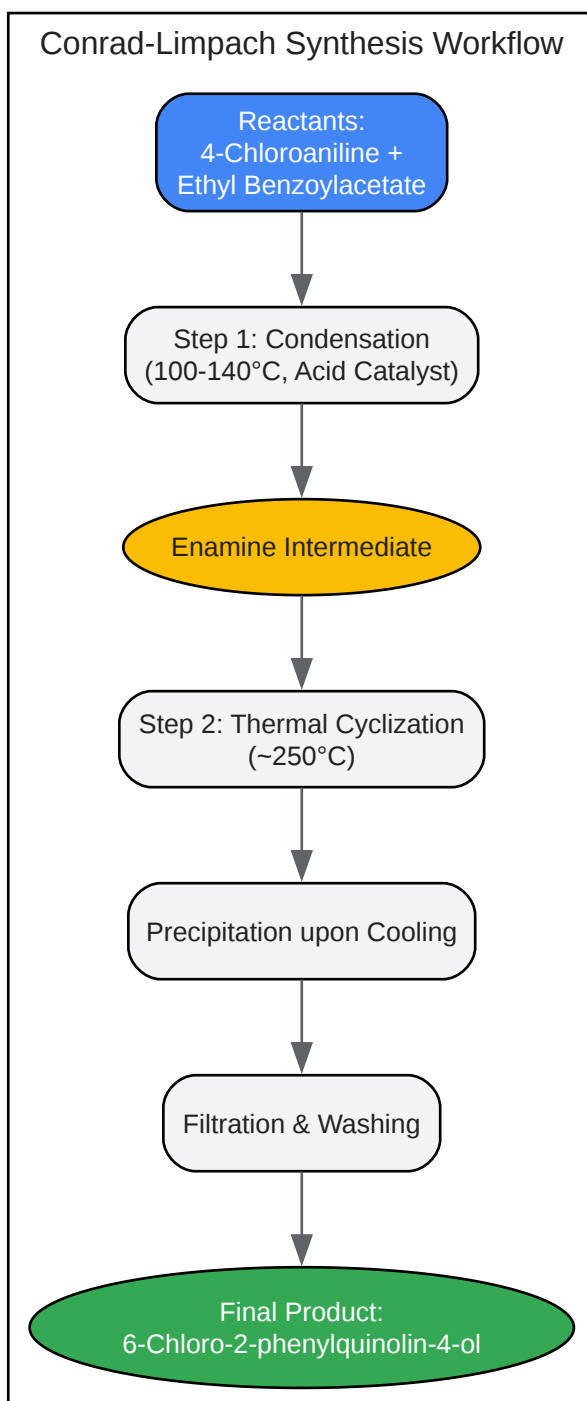 Conrad-Limpach Synthesis Workflow
Reactants:
4-Chloroaniline +
Ethyl Benzoylacetate
Step 1: Condensation
(100-140°C, Acid Catalyst)
Enamine Intermediate
Step 2: Thermal Cyclization
(~250°C)
Precipitation upon Cooling
Filtration & Washing
Final Product:
6-Chloro-2-phenylquinolin-4-ol